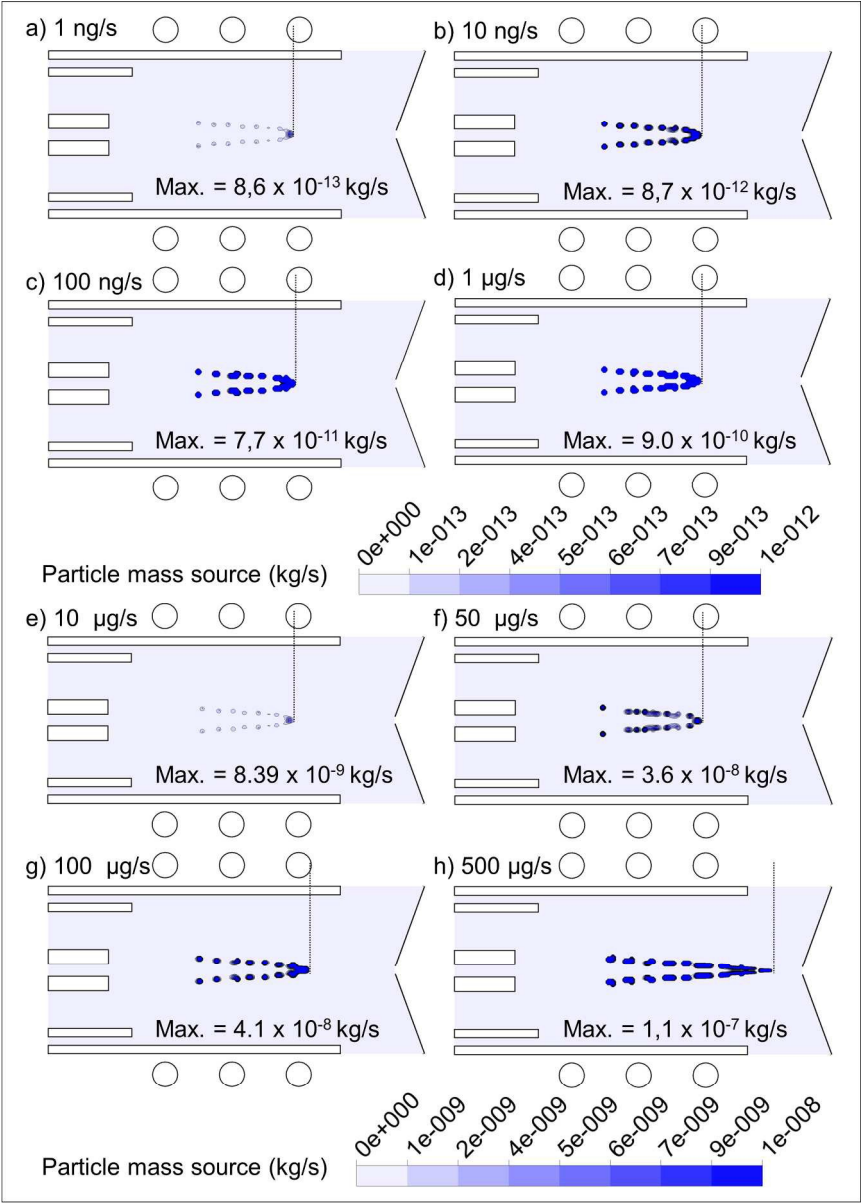 a) 1 ng/s
b) 10 ng/s
Max. = 8,6 x 10⁻¹³ kg/s
Max. = 8,7 x 10⁻¹² kg/s
c) 100 ng/s
d) 1 µg/s
Max. = 7,7 x 10⁻¹¹ kg/s
Max. = 9.0 x 10⁻¹⁰ kg/s
Particle mass source (kg/s)
0e+000
1e-013
2e-013
4e-013
5e-013
6e-013
7e-013
9e-013
1e-012
e) 10 µg/s
f) 50 µg/s
Max. = 8.39 x 10⁻⁹ kg/s
Max. = 3.6 x 10⁻⁸ kg/s
g) 100 µg/s
h) 500 µg/s
Max. = 4.1 x 10⁻⁸ kg/s
Max. = 1,1 x 10⁻⁷ kg/s
Particle mass source (kg/s)
0e+000
1e-009
2e-009
4e-009
5e-009
6e-009
7e-009
9e-009
1e-008